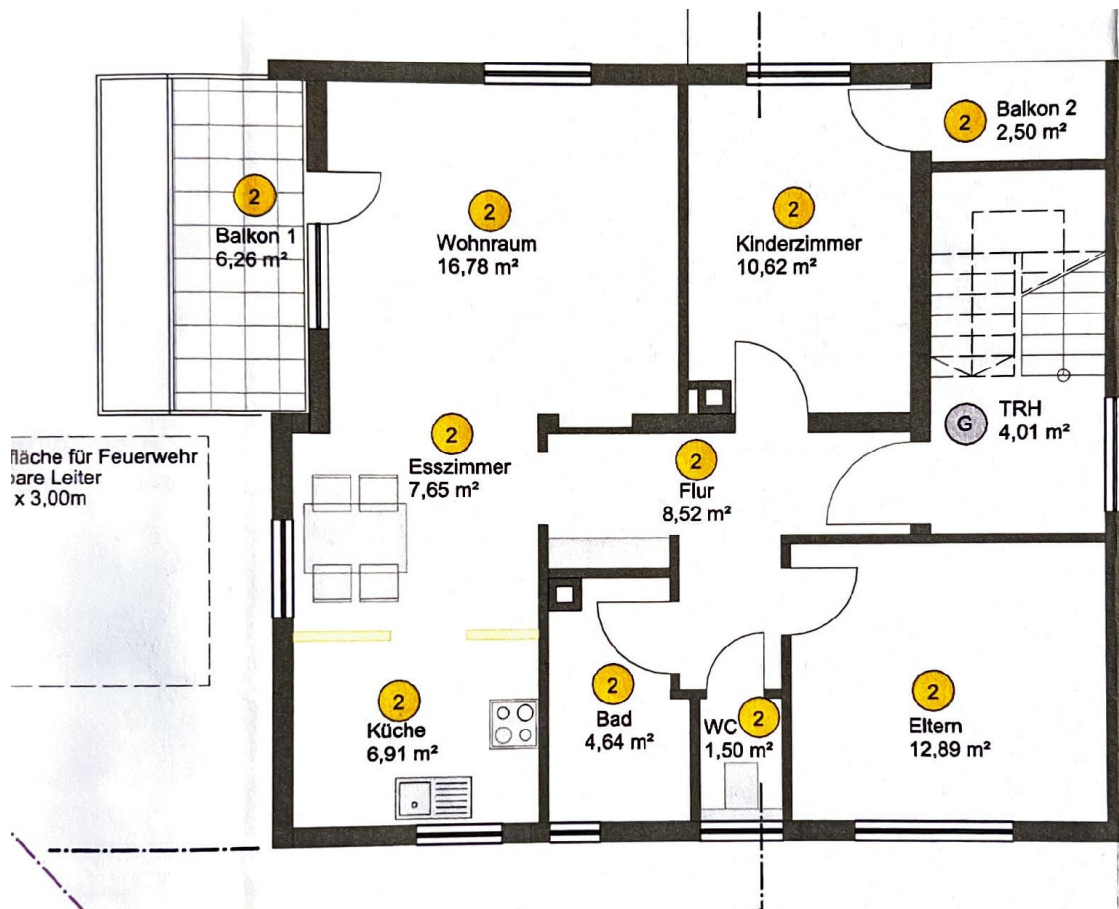 2
Balkon 2
2,50 m²
2
Balkon 1
6,26 m²
2
Wohnraum
16,78 m²
2
Kinderzimmer
10,62 m²
G
TRH
4,01 m²
fläche für Feuerwehr
bare Leiter
x 3,00m
2
Esszimmer
7,65 m²
2
Flur
8,52 m²
2
Küche
6,91 m²
2
Bad
4,64 m²
WC 2
1,50 m²
2
Eltern
12,89 m²